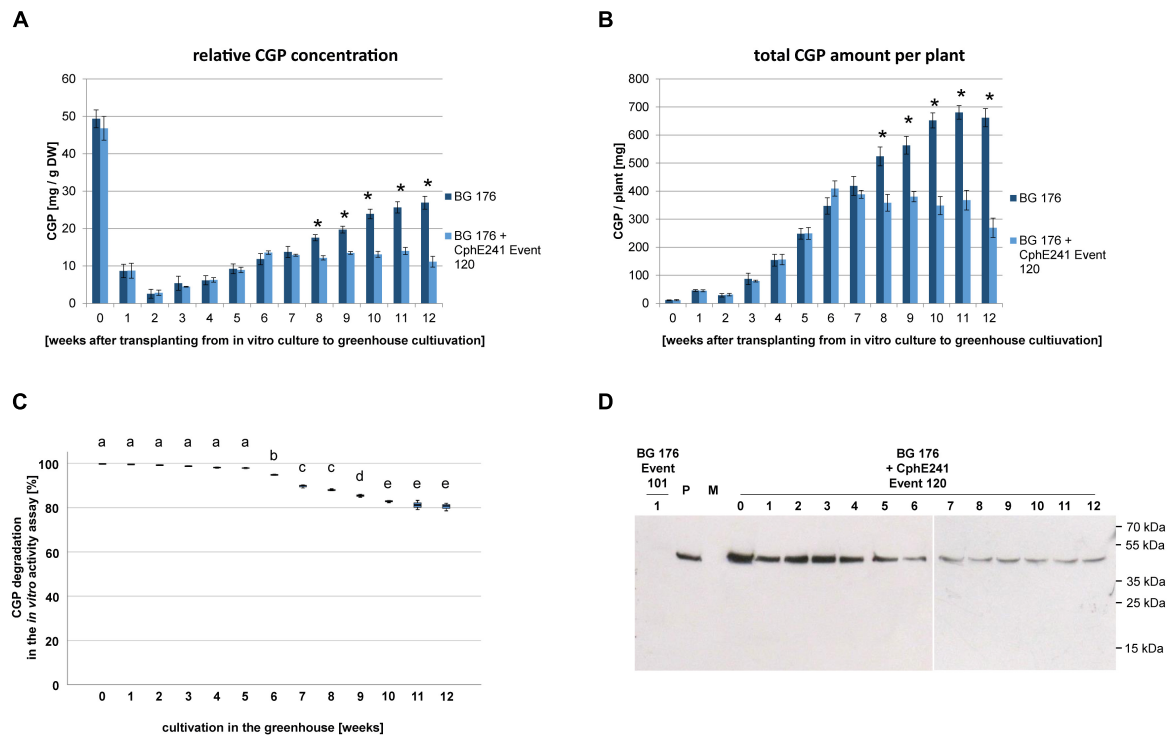 A
relative CGP concentration
CGP [mg / g DW]
60
50
40
30
20
10
0
* * * * *
0 1 2 3 4 5 6 7 8 9 10 11 12
[weeks after transplanting from in vitro culture to greenhouse cultiuvation]
BG 176
BG 176 +
CphE241 Event
120
B
total CGP amount per plant
CGP / plant [mg]
800
700
600
500
400
300
200
100
0
* * * * *
0 1 2 3 4 5 6 7 8 9 10 11 12
[weeks after transplanting from in vitro culture to greenhouse cultiuvation]
BG 176
BG 176 +
CphE241 Event
120
C
CGP degradation
in the in vitro activity assay [%]
100
80
60
40
20
0
a a a a a a b c c d e e e
0 1 2 3 4 5 6 7 8 9 10 11 12
cultivation in the greenhouse [weeks]
D
BG 176
Event
101
P M
BG 176
+ CphE241
Event 120
1 0 1 2 3 4 5 6 7 8 9 10 11 12
70 kDa
55 kDa
35 kDa
25 kDa
15 kDa